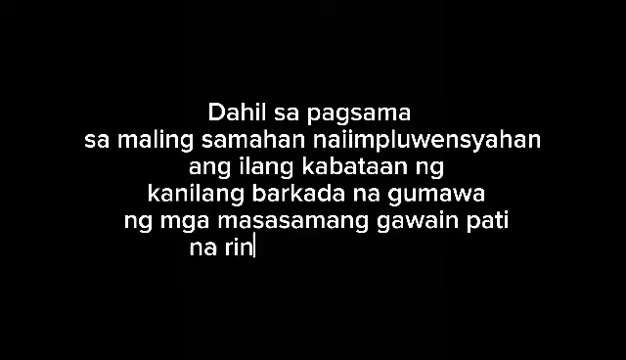 Dahil sa pagsama
sa maling samahan naiimpluwensyahan
ang ilang kabataan ng
kanilang barkada na gumawa
ng mga masasamang gawain pati
na rin